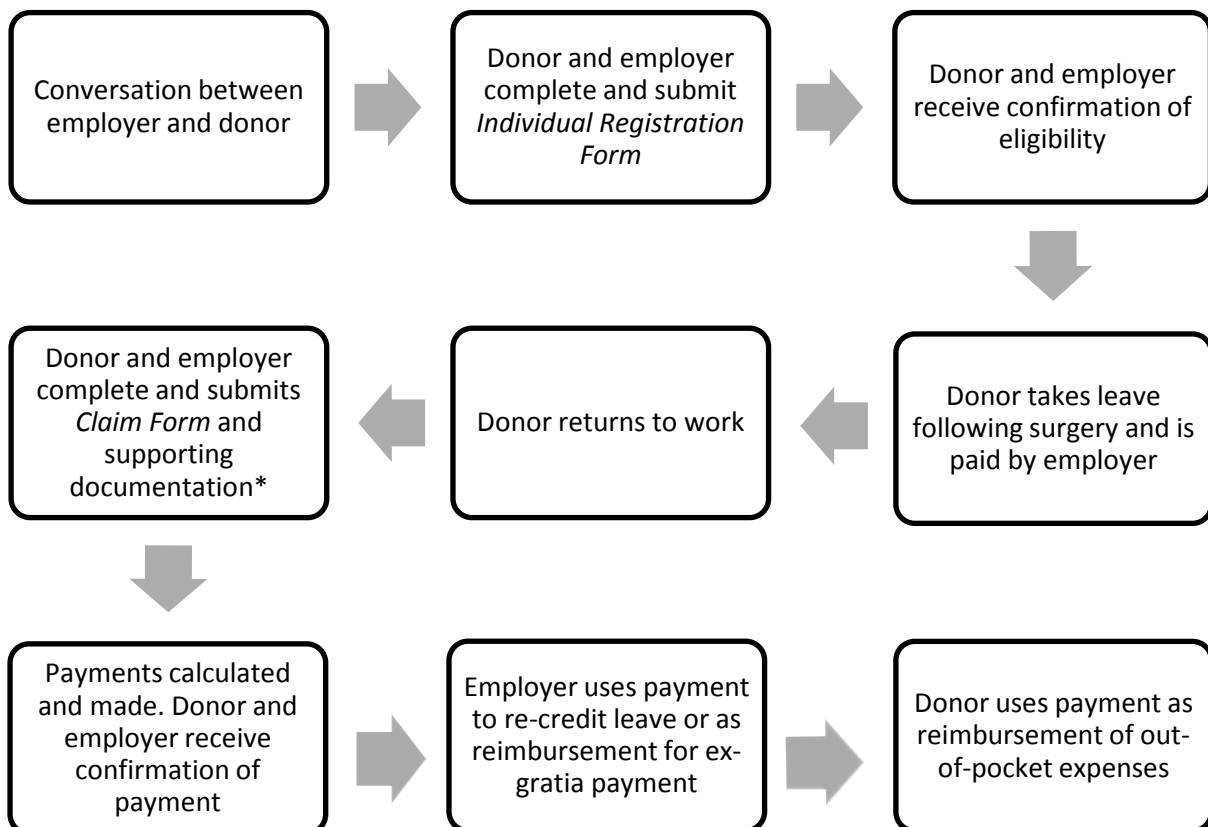 Conversation between
employer and donor
Donor and employer
complete and submit
Individual Registration
Form
Donor and employer
receive confirmation of
eligibility
Donor takes leave
following surgery and is
paid by employer
Donor returns to work
Donor and employer
complete and submits
Claim Form and
supporting
documentation*
Payments calculated
and made. Donor and
employer receive
confirmation of
payment
Employer uses payment
to re-credit leave or as
reimbursement for ex-
gratia payment
Donor uses payment as
reimbursement of out-
of-pocket expenses